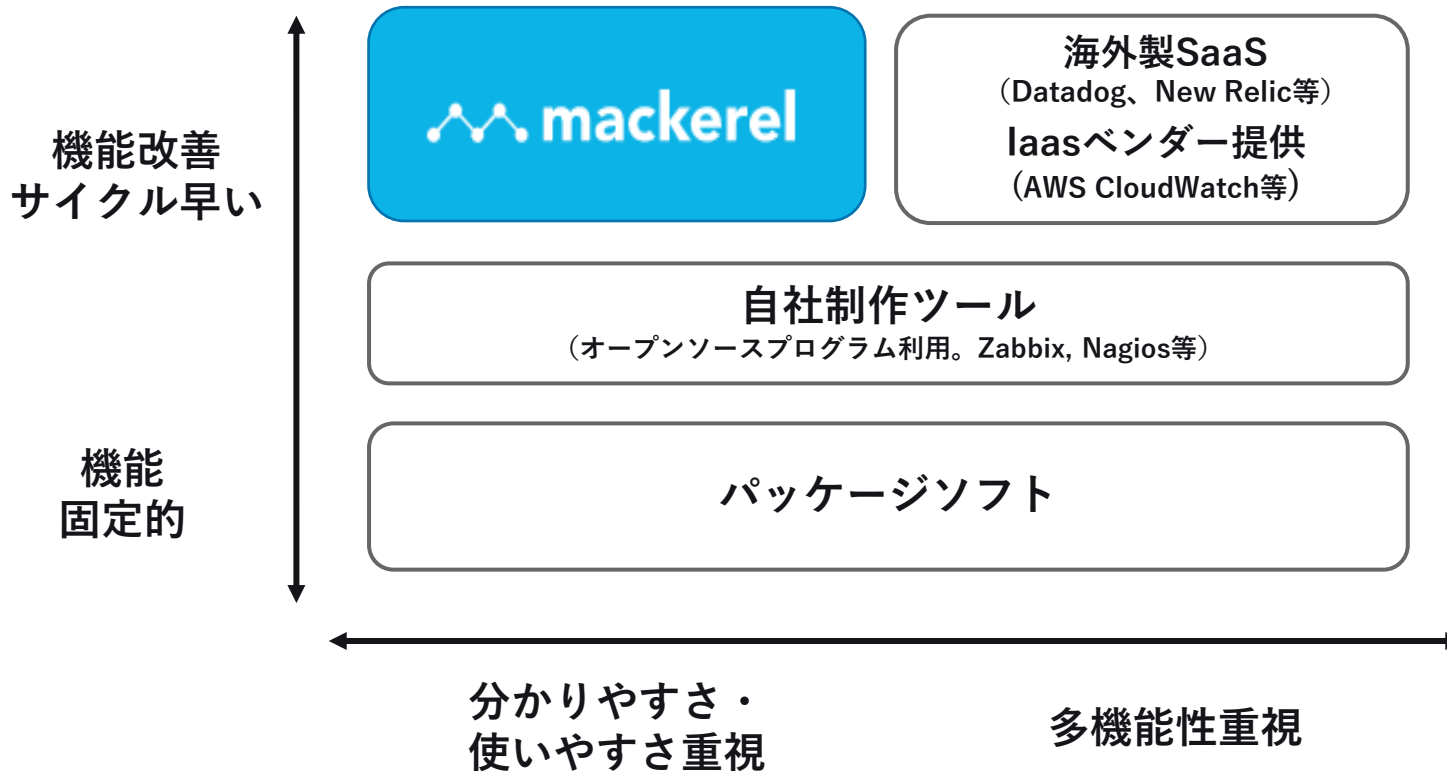 機能改善
サイクル早い
機能
固定的
mackerel
海外製SaaS
（Datadog、New Relic等）
Iaasベンダー提供
（AWS CloudWatch等）
自社制作ツール
（オープンソースプログラム利用。Zabbix, Nagios等）
パッケージソフト
分かりやすさ・
使いやすさ重視
多機能性重視